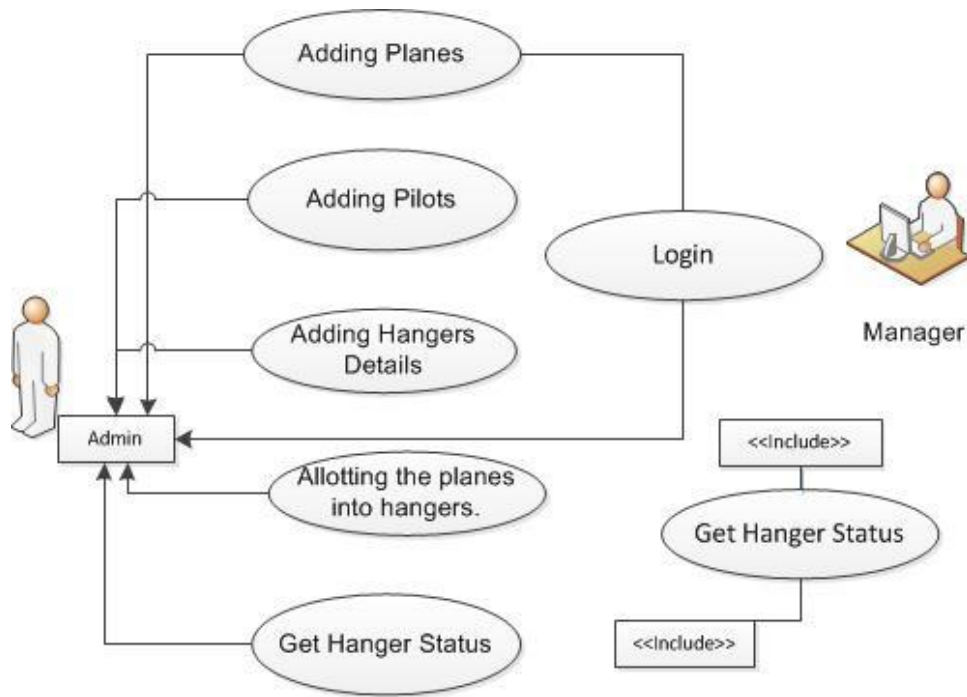 Adding Planes
Adding Pilots
Login
Manager
Adding Hangers
Details
Admin
<<Include>>
Allotting the planes
into hangers.
Get Hanger Status
Get Hanger Status
<<Include>>